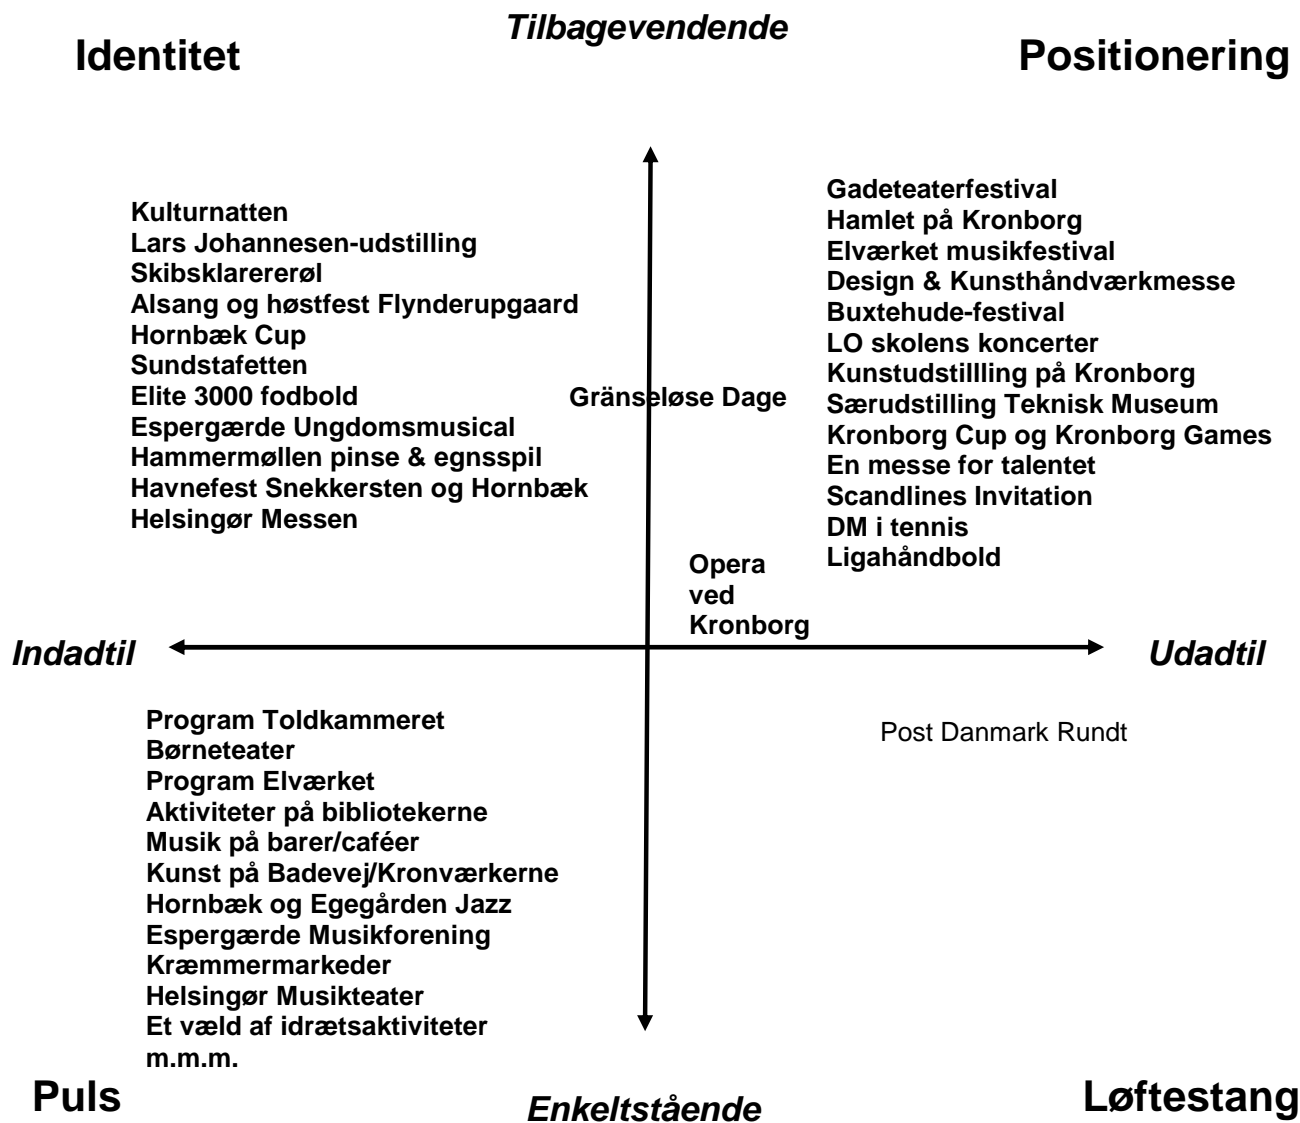 Tilbagevendende
Identitet
Positionering
Kulturnatten
Lars Johannesen-udstilling
Skibsklarererøl
Alsang og høstfest Flynderupgaard
Hornbæk Cup
Sundstafetten
Elite 3000 fodbold
Espergærde Ungdomsmusical
Hammermøllen pinse & egnsspil
Havnefest Snekkersten og Hornbæk
Helsingør Messen
Gränseløse Dage
Gadeteaterfestival
Hamlet på Kronborg
Elværket musikfestival
Design & Kunsthåndværkmesse
Buxtehude-festival
LO skolens koncerter
Kunstudstillling på Kronborg
Særudstilling Teknisk Museum
Kronborg Cup og Kronborg Games
En messe for talentet
Scandlines Invitation
DM i tennis
Ligahåndbold
Opera
ved
Kronborg
Indadtil
Udadtil
Program Toldkammeret
Børneteater
Program Elværket
Aktiviteter på bibliotekerne
Musik på barer/caféer
Kunst på Badevej/Kronværkerne
Hornbæk og Egegården Jazz
Espergærde Musikforening
Kræmmermarkeder
Helsingør Musikteater
Et væld af idrætsaktiviteter
m.m.m.
Post Danmark Rundt
Puls
Enkeltstående
Løftestang